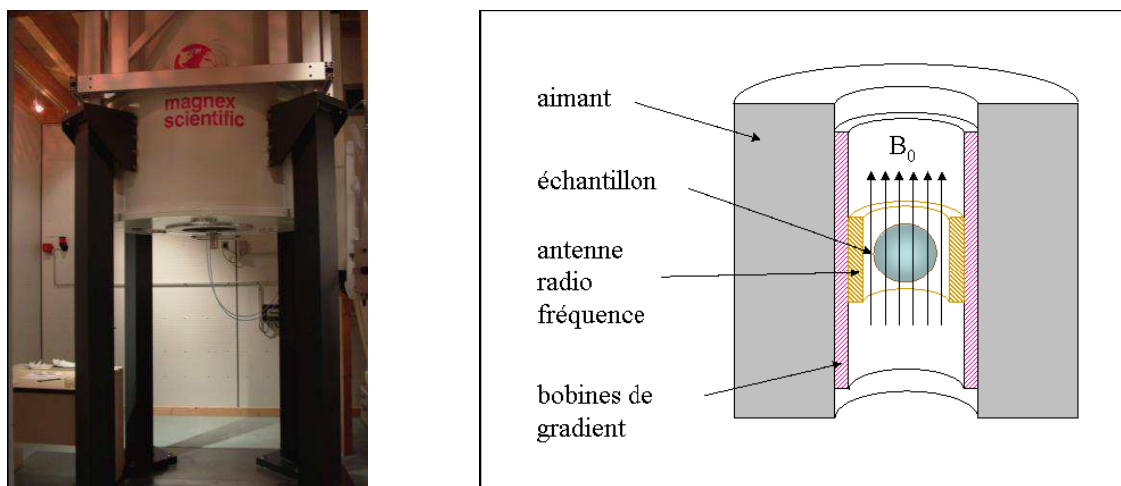 magnex
scientific
aimant
B₀
échantillon
antenne
radio
fréquence
bobines de
gradient